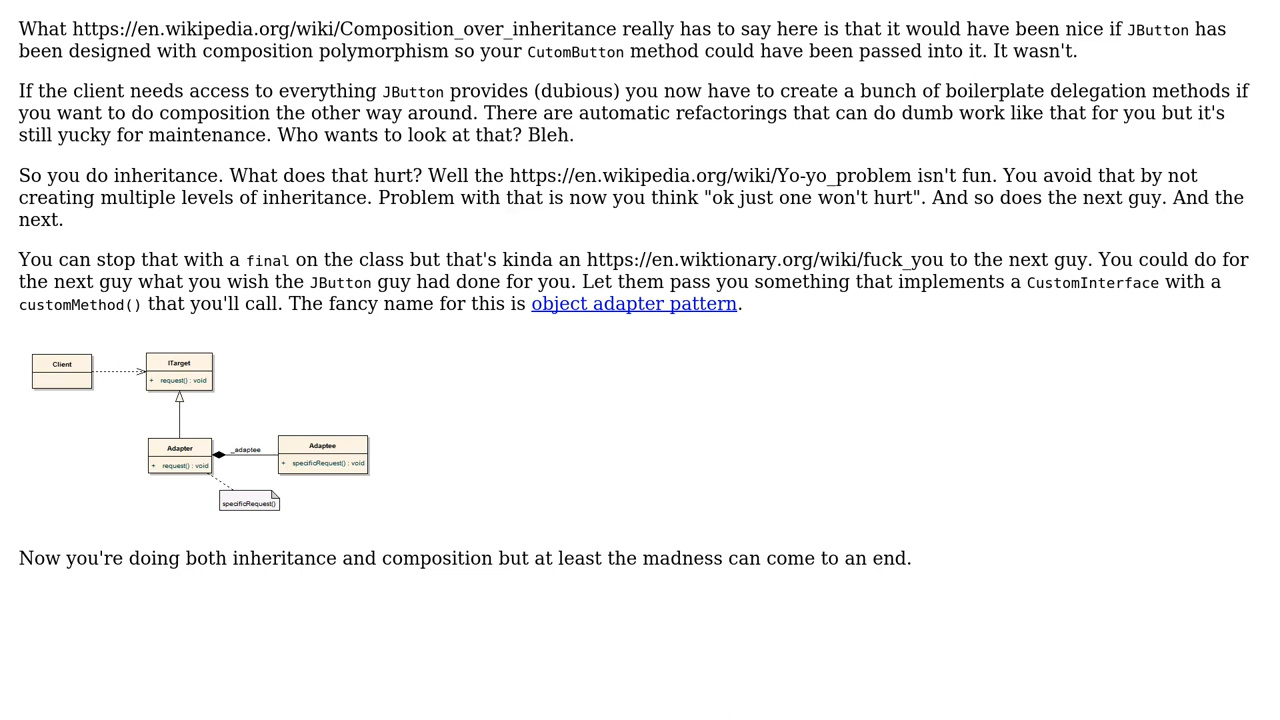 What https://en.wikipedia.org/wiki/Composition_over_inheritance really has to say here is that it would have been nice if JButton has
been designed with composition polymorphism so your CutomButton method could have been passed into it. It wasn't.
If the client needs access to everything JButton provides (dubious) you now have to create a bunch of boilerplate delegation methods if
you want to do composition the other way around. There are automatic refactorings that can do dumb work like that for you but it's
still yucky for maintenance. Who wants to look at that? Bleh.
So you do inheritance. What does that hurt? Well the https://en.wikipedia.org/wiki/Yo-yo_problem isn't fun. You avoid that by not
creating multiple levels of inheritance. Problem with that is now you think "ok just one won't hurt". And so does the next guy. And the
next.
You can stop that with a final on the class but that's kinda an https://en.wiktionary.org/wiki/fuck_you to the next guy. You could do for
the next guy what you wish the JButton guy had done for you. Let them pass you something that implements a CustomInterface with a
customMethod() that you'll call. The fancy name for this is object adapter pattern.
Client
ITarget
+ request() : void
Adapter
+ request() : void
_adaptee
Adaptee
+ specificRequest() : void
specificRequest()
Now you're doing both inheritance and composition but at least the madness can come to an end.